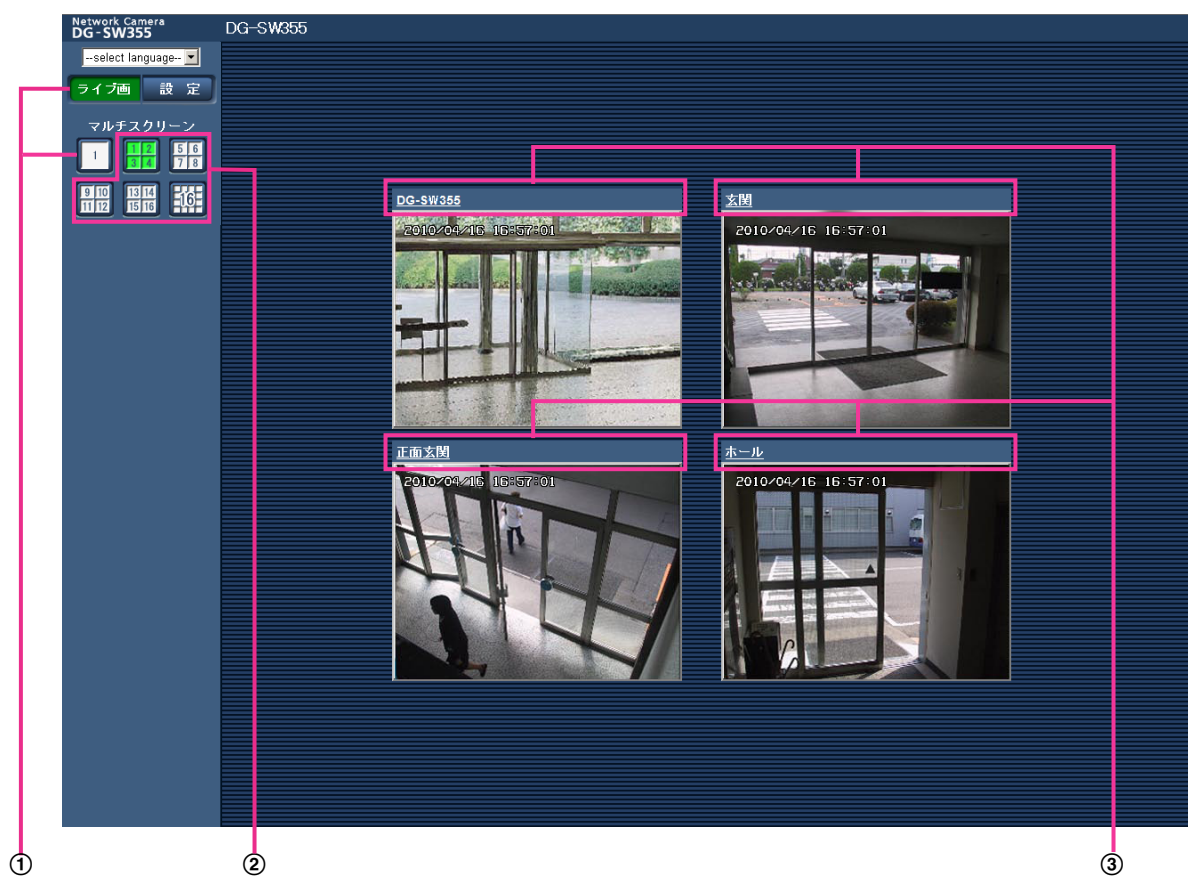 Network Camera
DG-SW355
DG-SW355
--select language--
ライブ画
設 定
マルチスクリーン
1
1 2
3 4
5 6
7 8
9 10
11 12
13 14
15 16
16
DG-SW355
玄関
2010/04/16 16:57:01
2010/04/16 16:57:01
正面玄関
ホール
2010/04/16 16:57:01
2010/04/16 16:57:01
①
②
③